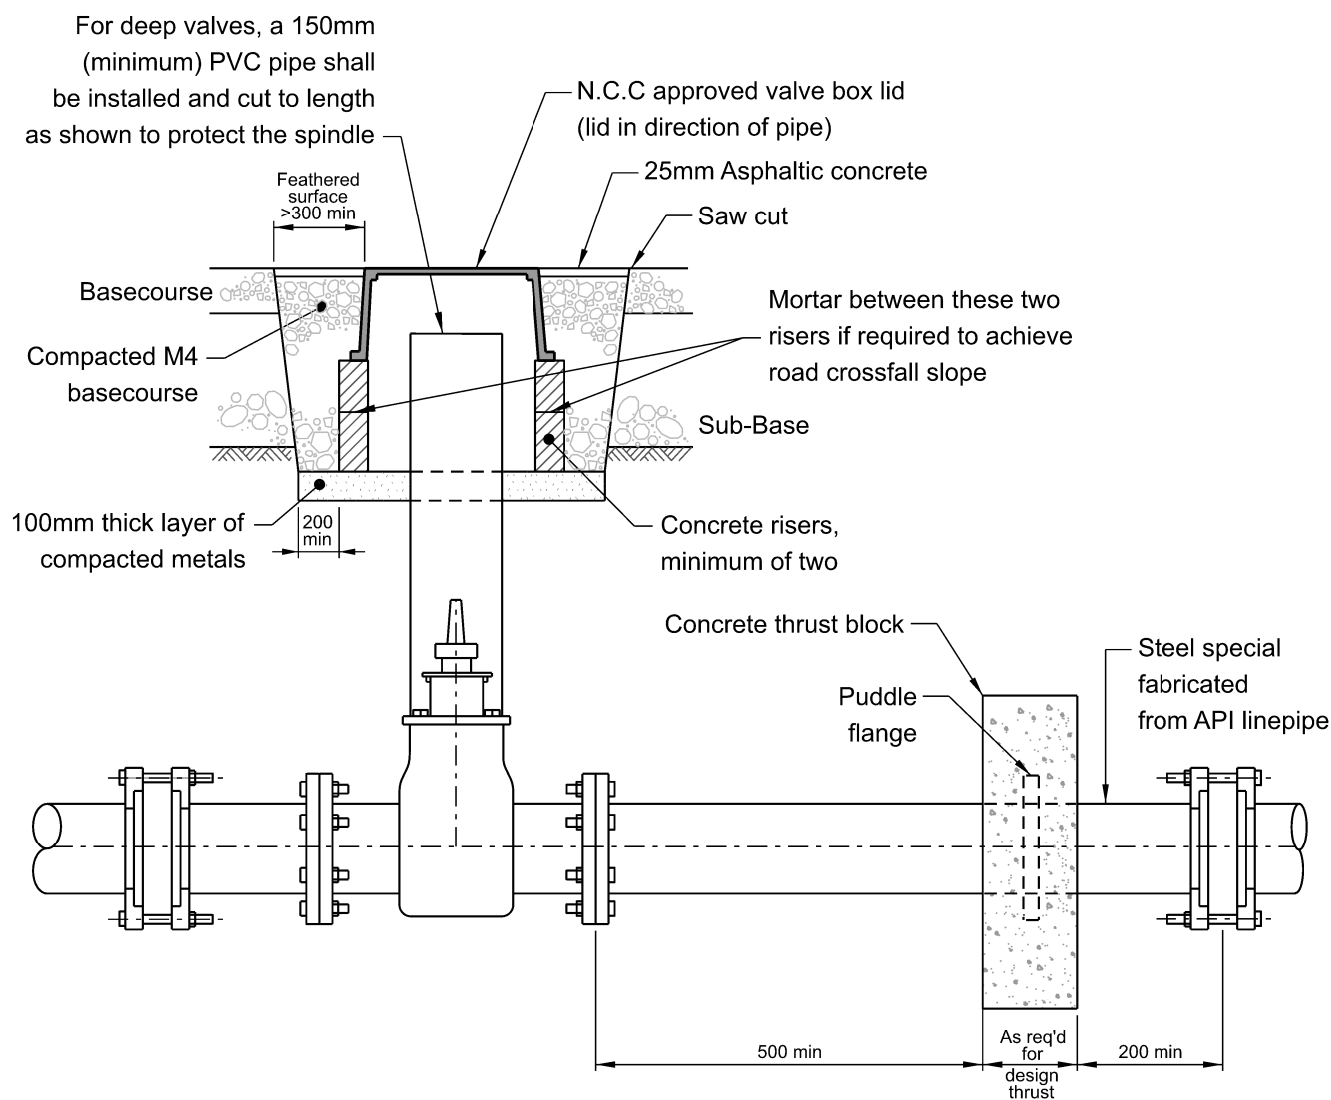 For deep valves, a 150mm
(minimum) PVC pipe shall
be installed and cut to length
as shown to protect the spindle
N.C.C approved valve box lid
(lid in direction of pipe)
25mm Asphaltic concrete
Saw cut
Feathered
surface
>300 min
Basecourse
Compacted M4
basecourse
Mortar between these two
risers if required to achieve
road crossfall slope
Sub-Base
100mm thick layer of
compacted metals
200
min
Concrete risers,
minimum of two
Concrete thrust block
Puddle
flange
Steel special
fabricated
from API linepipe
500 min
As req'd
for
design
thrust
200 min